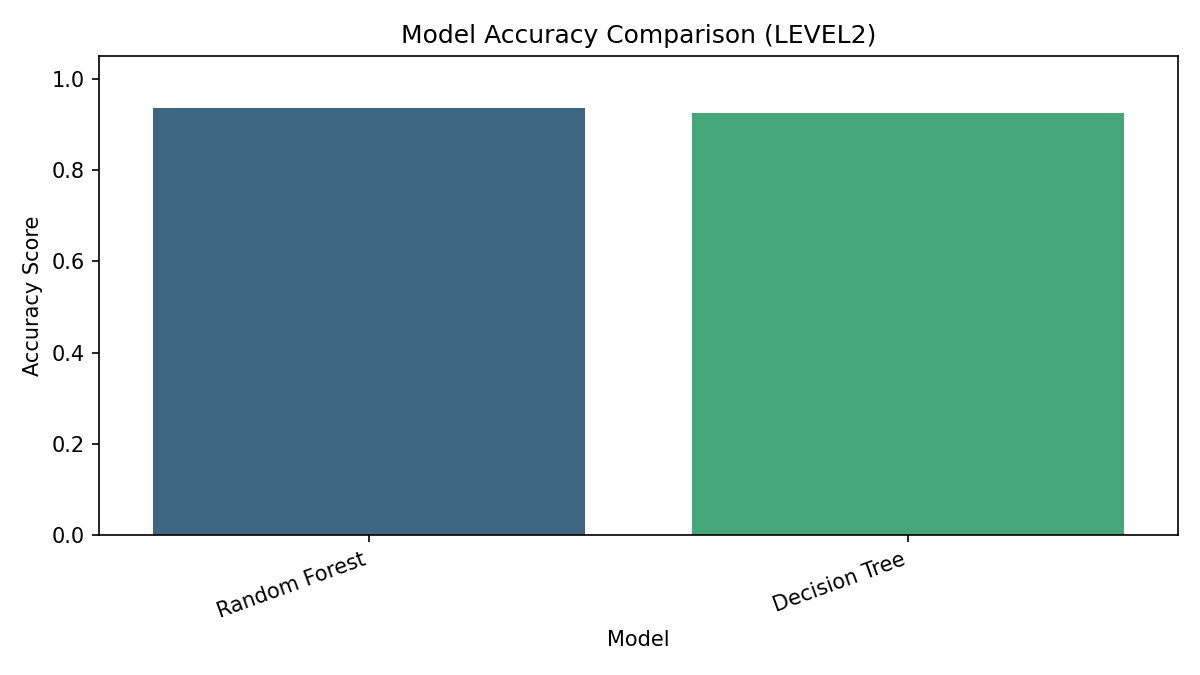 Model Accuracy Comparison (LEVEL2)
Accuracy Score
1.0
0.8
0.6
0.4
0.2
0.0
Random Forest
Decision Tree
Model